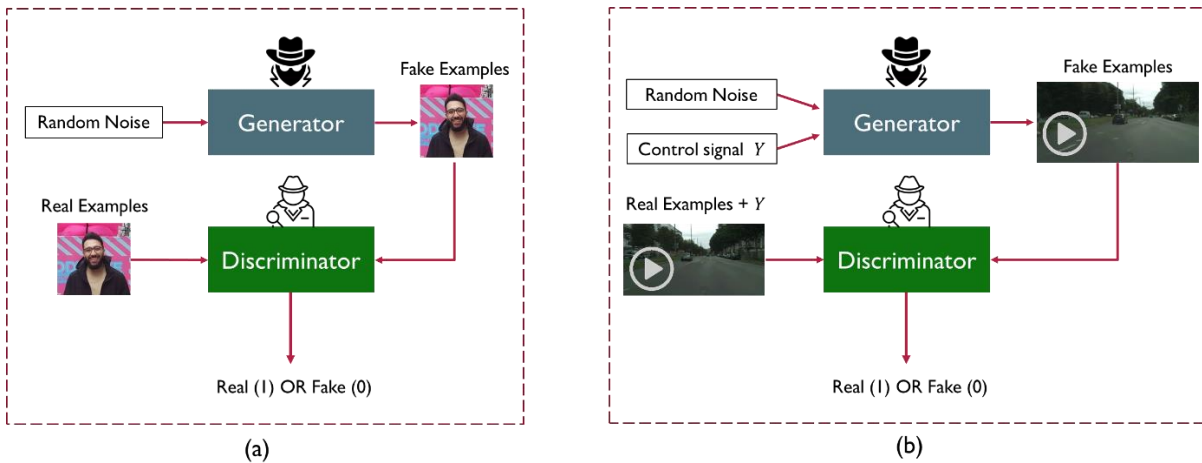 Fake Examples
Random Noise
Generator
Real Examples
Discriminator
Real (1) OR Fake (0)
(a)
Fake Examples
Random Noise
Generator
Control signal Y
Real Examples + Y
Discriminator
Real (1) OR Fake (0)
(b)